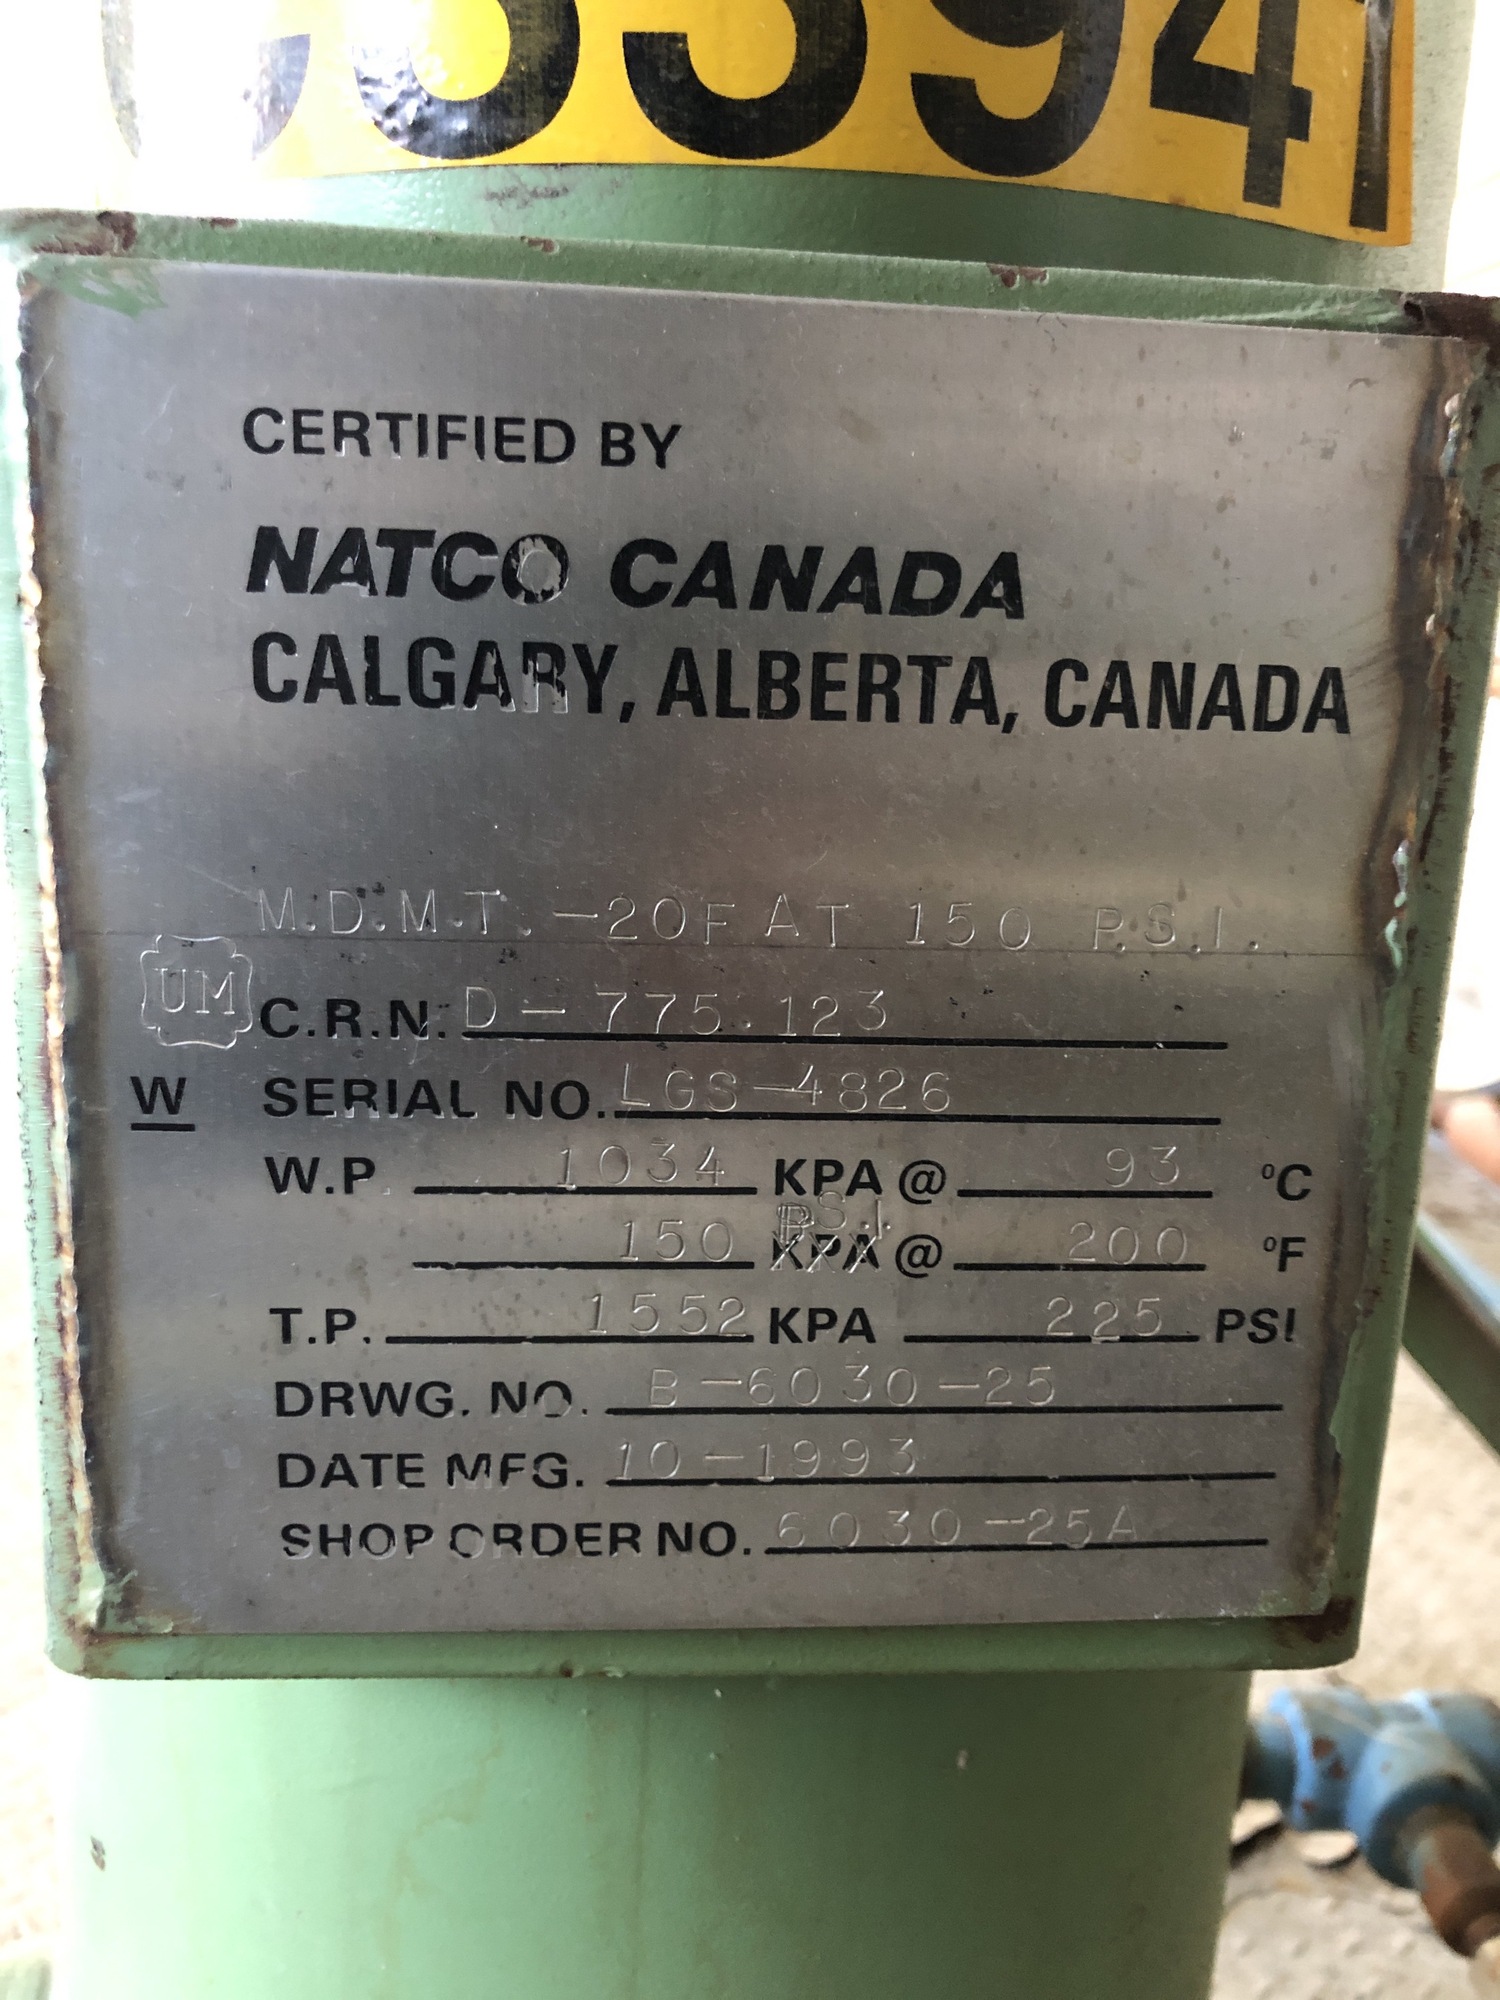 93941
CERTIFIED BY
NATCO CANADA
CALGARY, ALBERTA, CANADA
M.D.M.T. -20F AT 150 P.S.I.
UM C.R.N. D-775.123
W SERIAL NO. LGS-4826
W.P. 1034 KPA @ 93 °C
P.S.I.
150 KPA @ 200 °F
T.P. 1552 KPA 225 PSI
DRWG. NO. B-6030-25
DATE MFG. 10-1993
SHOP ORDER NO. 6030-25A